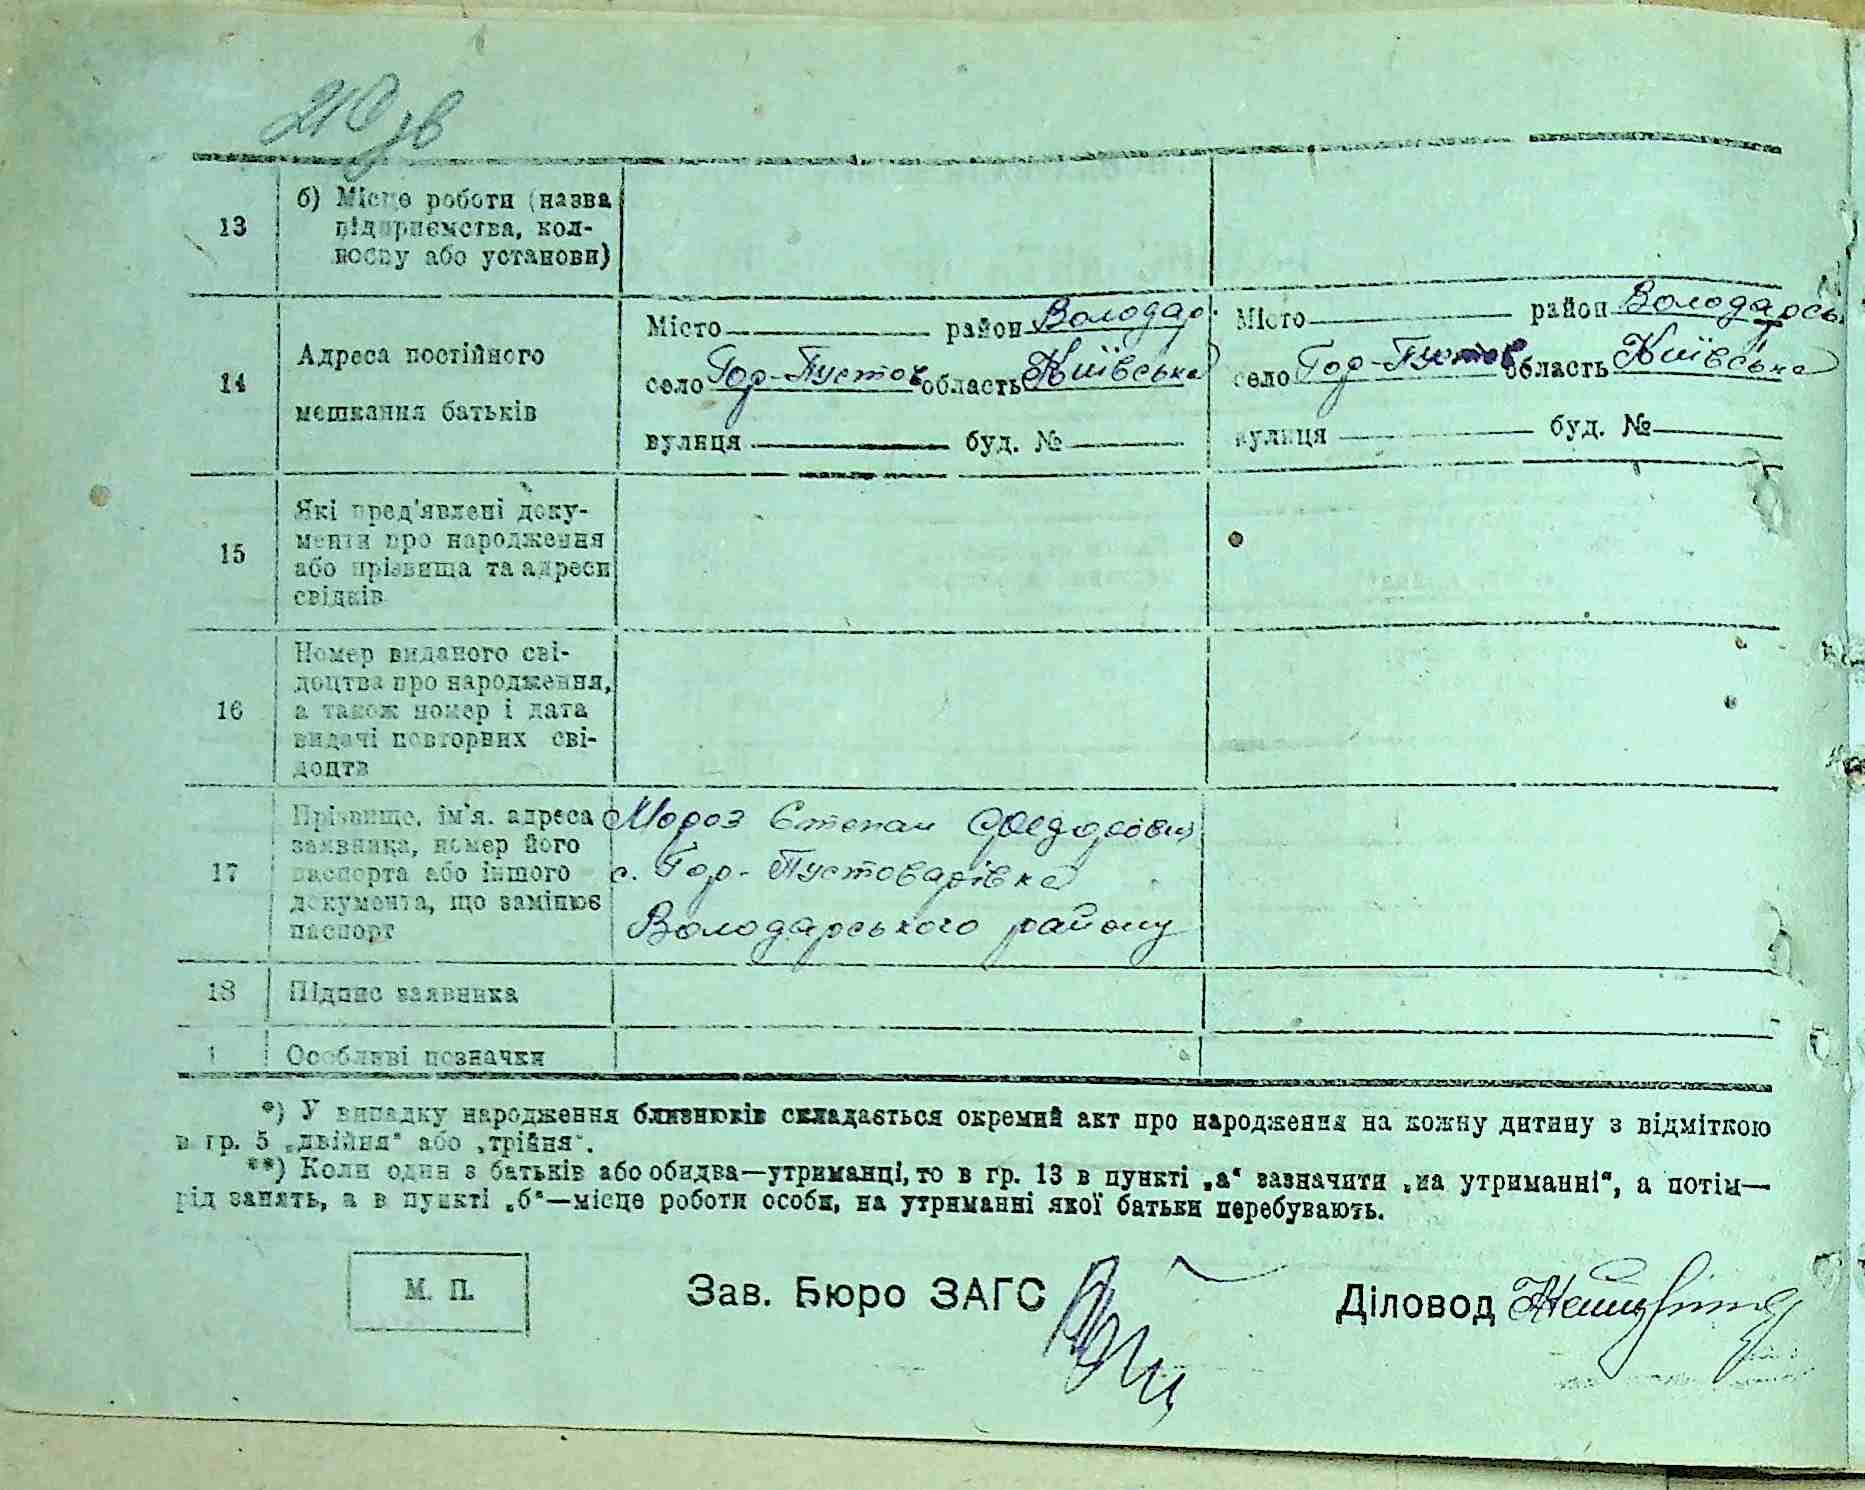 210 зв
13
б) Місце роботи (назва
підприємства, кол-
госпу або установи)
14
Адреса постійного
мешкання батьків
Місто район Володар.
село Гор-Пустов область Київська
вулиця буд. №
Місто район Володарськ
село Гор-Пустов область Київська
вулиця буд. №
15
Які пред'явлені доку-
менти про народження
або прізвища та адреси
свідків
16
Номер виданого сві-
доцтва про народження,
а також номер і дата
видачі повторних сві-
доцтв
17
Прізвище, ім'я, адреса
заявника, номер його
паспорта або іншого
документа, що замінює
паспорт
Мороз Степан Федорович
с. Гор-Пустоварівка
Володарського району
18
Підпис заявника
1
Особливі позначки
*) У випадку народження близнюків складається окремий акт про народження на кожну дитину з відміткою
в гр. 5 „двійня“ або „трійня“.
**) Коли один з батьків або обидва—утриманці, то в гр. 13 в пункті „а“ зазначити „на утриманні“, а потім—
рід занять, а в пункті „б“—місце роботи особи, на утриманні якої батьки перебувають.
М. П.
Зав. Бюро ЗАГС
Діловод